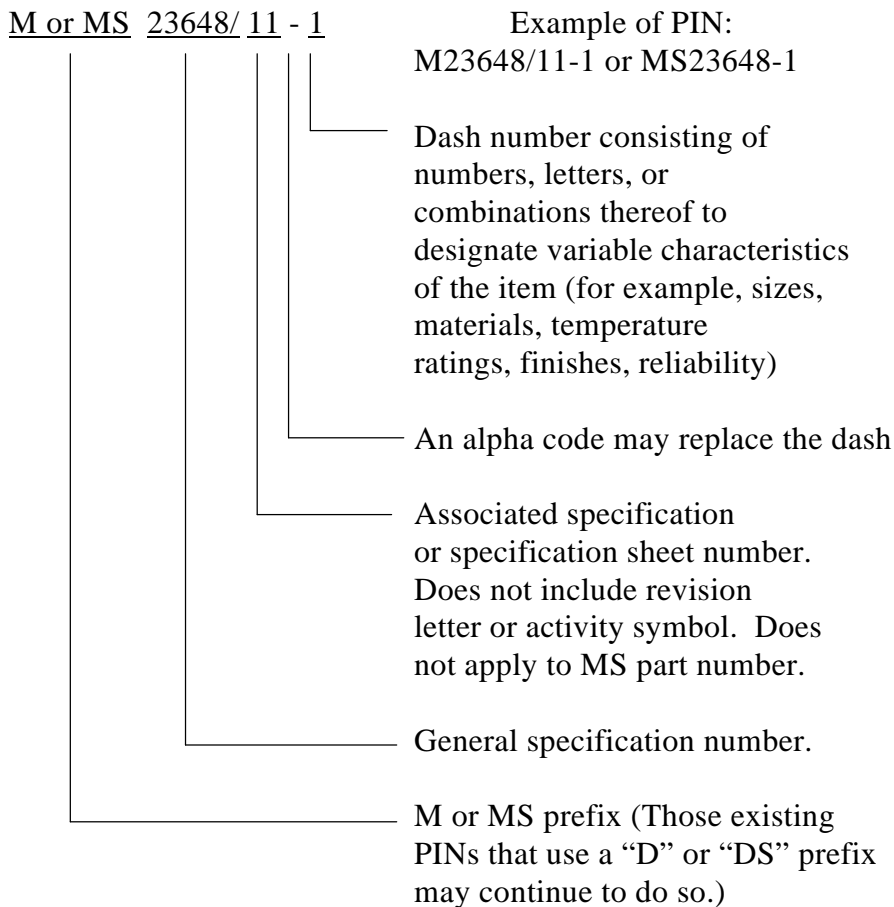 M or MS 23648/ 11 - 1
Example of PIN:
M23648/11-1 or MS23648-1
Dash number consisting of
numbers, letters, or
combinations thereof to
designate variable characteristics
of the item (for example, sizes,
materials, temperature
ratings, finishes, reliability)
An alpha code may replace the dash
Associated specification
or specification sheet number.
Does not include revision
letter or activity symbol.  Does
not apply to MS part number.
General specification number.
M or MS prefix (Those existing
PINs that use a “D” or “DS” prefix
may continue to do so.)